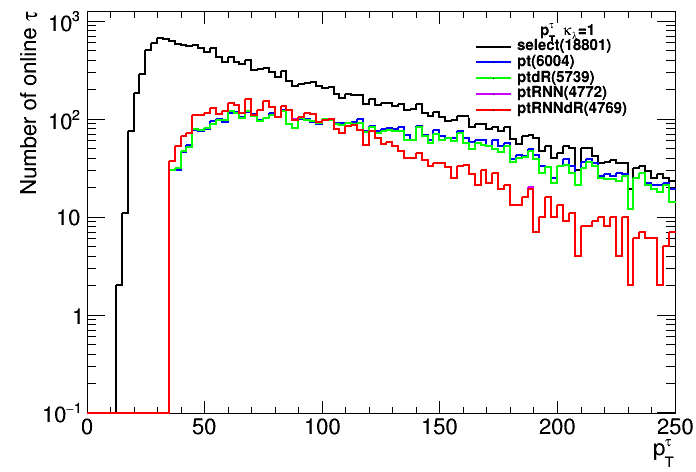 p_T^τ κ_λ=1
select(18801)
pt(6004)
ptdR(5739)
ptRNN(4772)
ptRNNdR(4769)
Number of online τ
10³
10²
10
1
10⁻¹
0 50 100 150 200 250
p_T^τ